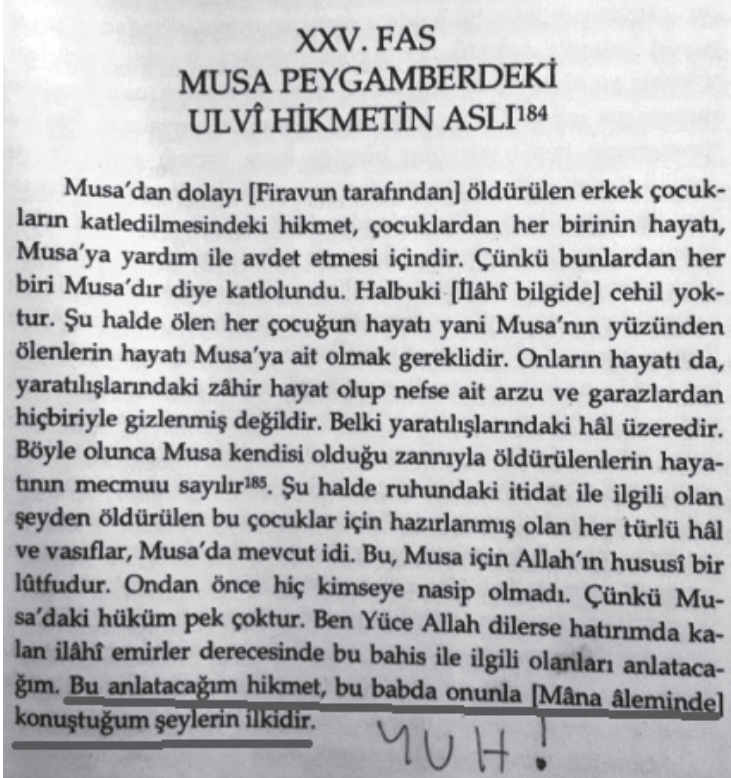 XXV. FAS
MUSA PEYGAMBERDEKİ
ULVÎ HİKMETİN ASLI184
Musa'dan dolayı [Firavun tarafından] öldürülen erkek çocuk-
ların katledilmesindeki hikmet, çocuklardan her birinin hayatı,
Musa'ya yardım ile avdet etmesi içindir. Çünkü bunlardan her
biri Musa'dır diye katlolundu. Halbuki [İlâhî bilgide] cehil yok-
tur. Şu halde ölen her çocuğun hayatı yani Musa'nın yüzünden
ölenlerin hayatı Musa'ya ait olmak gereklidir. Onların hayatı da,
yaratılışlarındaki zâhir hayat olup nefse ait arzu ve garazlardan
hiçbiriyle gizlenmiş değildir. Belki yaratılışlarındaki hâl üzeredir.
Böyle olunca Musa kendisi olduğu zannıyla öldürülenlerin haya-
tının mecmuu sayılır185. Şu halde ruhundaki itidat ile ilgili olan
şeyden öldürülen bu çocuklar için hazırlanmış olan her türlü hâl
ve vasıflar, Musa'da mevcut idi. Bu, Musa için Allah'ın hususî bir
lûtfudur. Ondan önce hiç kimseye nasip olmadı. Çünkü Mu-
sa'daki hüküm pek çoktur. Ben Yüce Allah dilerse hatırımda ka-
lan ilâhî emirler derecesinde bu bahis ile ilgili olanları anlataca-
ğım. Bu anlatacağım hikmet, bu babda onunla [Mâna âleminde]
konuştuğum şeylerin ilkidir.
YUH!